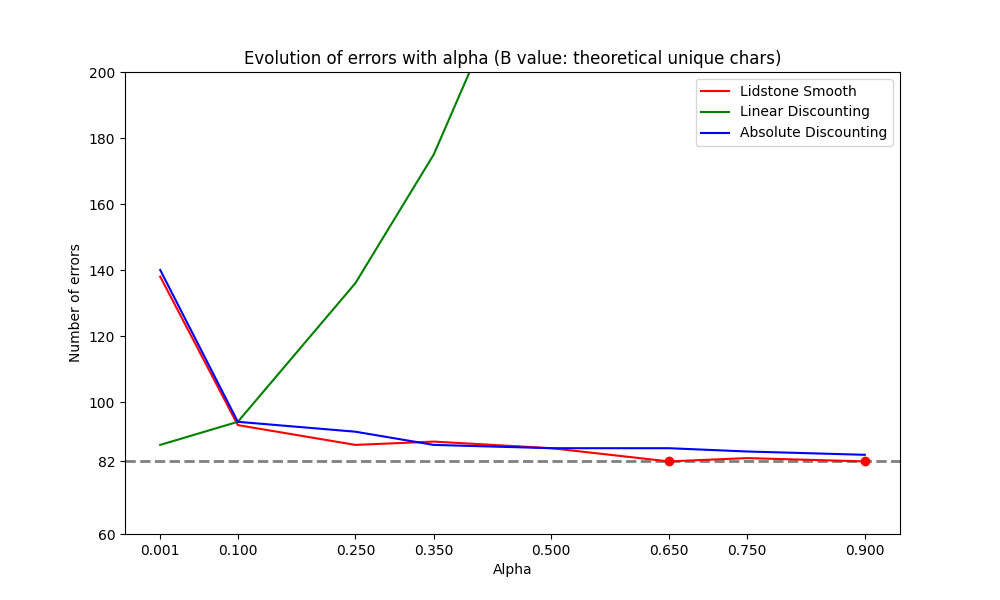 Evolution of errors with alpha (B value: theoretical unique chars)
200
180
160
140
120
100
82
60
Number of errors
Lidstone Smooth
Linear Discounting
Absolute Discounting
0.001 0.100 0.250 0.350 0.500 0.650 0.750 0.900
Alpha